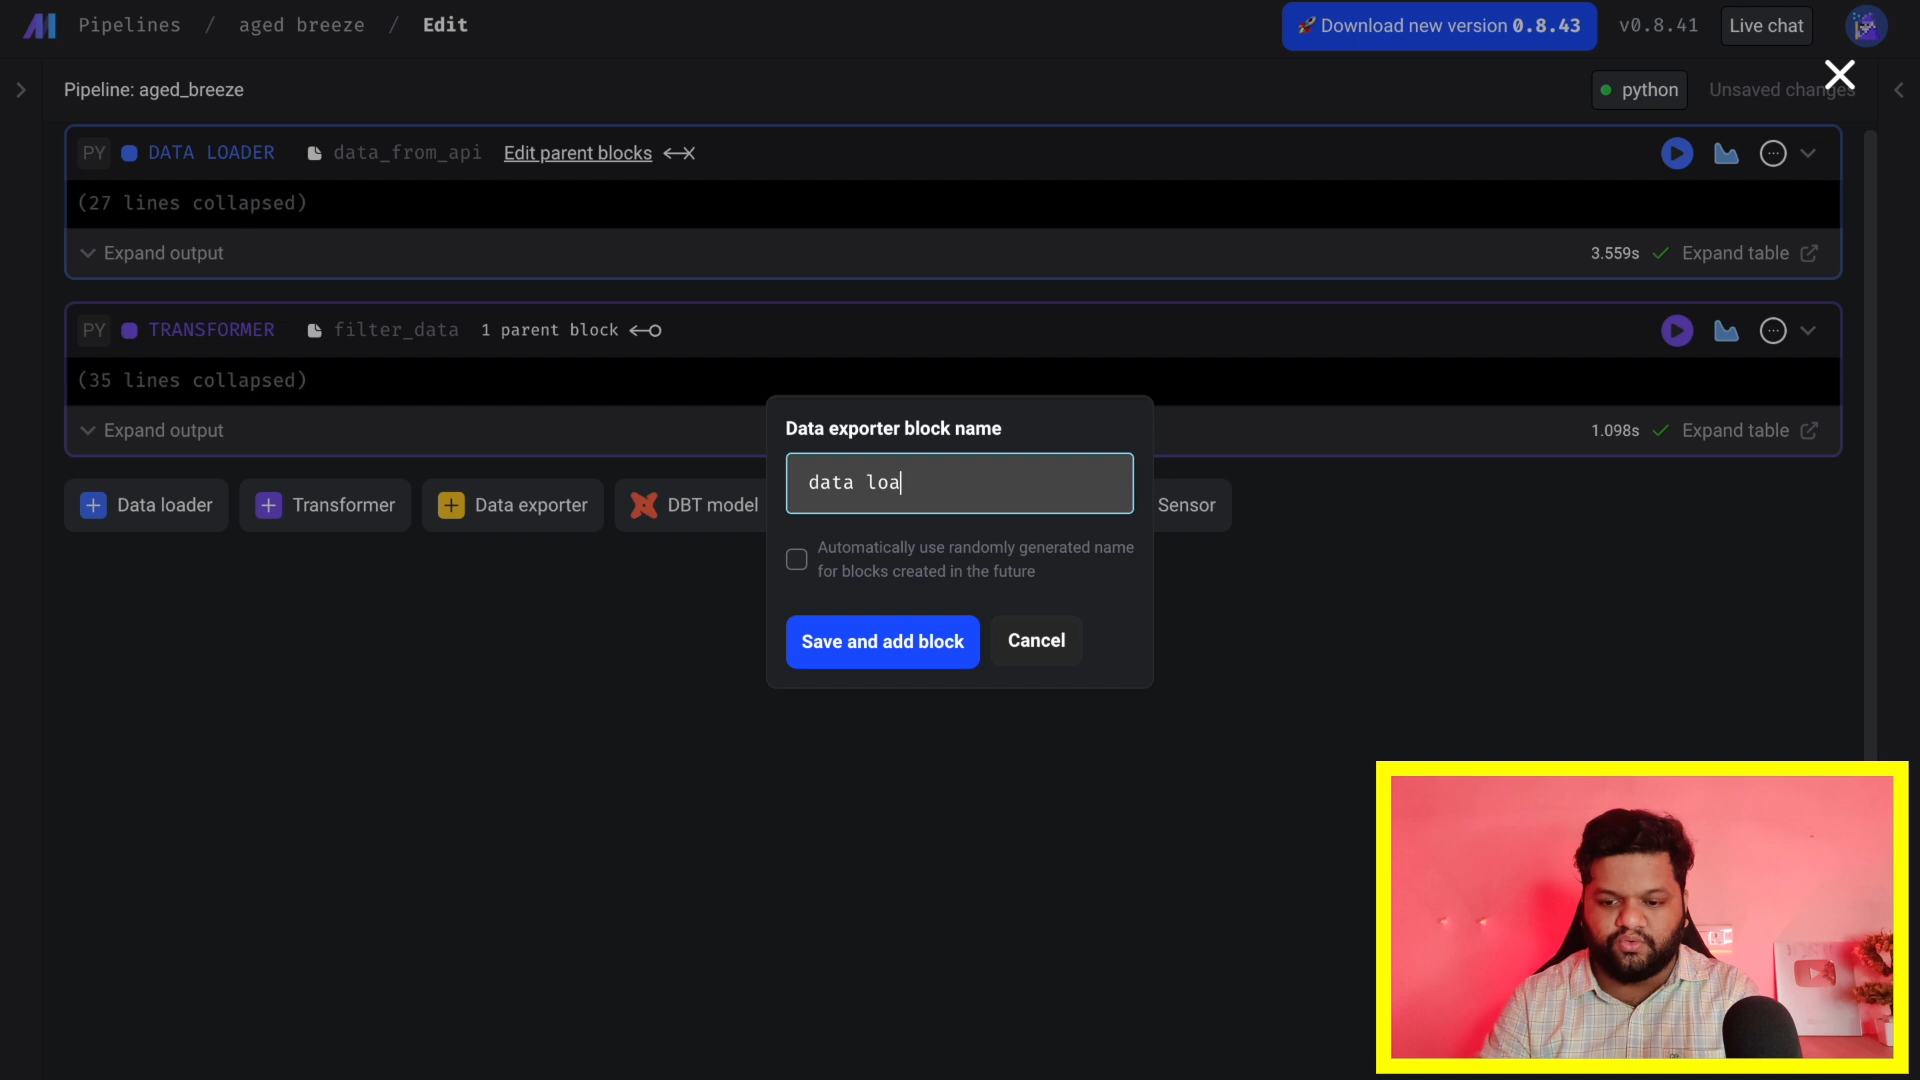 Pipelines / aged breeze / Edit
Download new version 0.8.43
v0.8.41
Live chat
Pipeline: aged_breeze
python
Unsaved changes
PY DATA LOADER data_from_api Edit parent blocks
(27 lines collapsed)
Expand output
3.559s
Expand table
PY TRANSFORMER filter_data 1 parent block
(35 lines collapsed)
Expand output
1.098s
Expand table
Data loader
Transformer
Data exporter
DBT model
Sensor
Data exporter block name
data loa
Automatically use randomly generated name
for blocks created in the future
Save and add block
Cancel